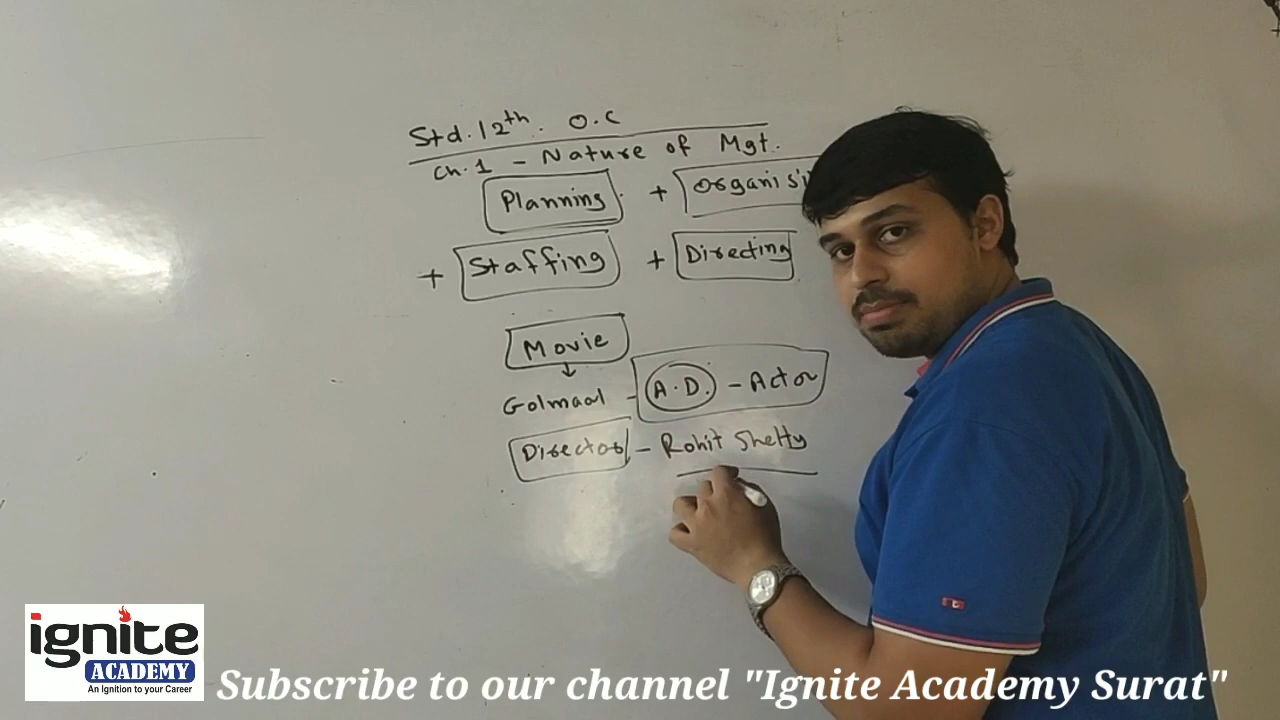 Std. 12th. O.C
Ch. 1 - Nature of Mgt.
Planning + Organisi
+ Staffing + Directing
Movie
Golmaal - A.D. - Actor
Director - Rohit Shetty
ignite
ACADEMY
An Ignition to your Career
Subscribe to our channel "Ignite Academy Surat"